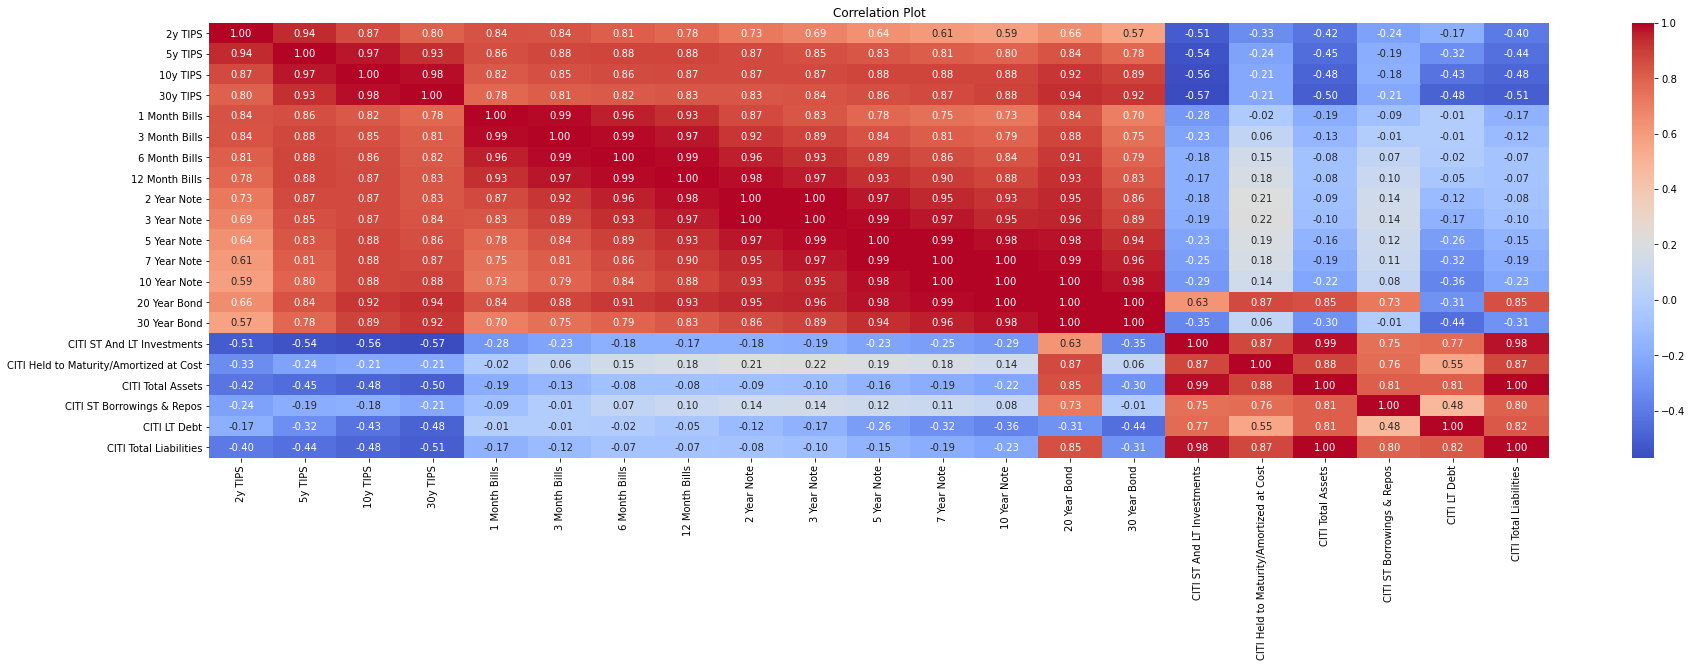 Correlation Plot
2y TIPS 1.00 0.94 0.87 0.80 0.84 0.84 0.81 0.78 0.73 0.69 0.64 0.61 0.59 0.66 0.57 -0.51 -0.33 -0.42 -0.24 -0.17 -0.40
5y TIPS 0.94 1.00 0.97 0.93 0.86 0.88 0.88 0.88 0.87 0.85 0.83 0.81 0.80 0.84 0.78 -0.54 -0.24 -0.45 -0.19 -0.32 -0.44
10y TIPS 0.87 0.97 1.00 0.98 0.82 0.85 0.86 0.87 0.87 0.87 0.88 0.88 0.88 0.92 0.89 -0.56 -0.21 -0.48 -0.18 -0.43 -0.48
30y TIPS 0.80 0.93 0.98 1.00 0.78 0.81 0.82 0.83 0.83 0.84 0.86 0.87 0.88 0.94 0.92 -0.57 -0.21 -0.50 -0.21 -0.48 -0.51
1 Month Bills 0.84 0.86 0.82 0.78 1.00 0.99 0.96 0.93 0.87 0.83 0.78 0.75 0.73 0.84 0.70 -0.28 -0.02 -0.19 -0.09 -0.01 -0.17
3 Month Bills 0.84 0.88 0.85 0.81 0.99 1.00 0.99 0.97 0.92 0.89 0.84 0.81 0.79 0.88 0.75 -0.23 0.06 -0.13 -0.01 -0.01 -0.12
6 Month Bills 0.81 0.88 0.86 0.82 0.96 0.99 1.00 0.99 0.96 0.93 0.89 0.86 0.84 0.91 0.79 -0.18 0.15 -0.08 0.07 -0.02 -0.07
12 Month Bills 0.78 0.88 0.87 0.83 0.93 0.97 0.99 1.00 0.98 0.97 0.93 0.90 0.88 0.93 0.83 -0.17 0.18 -0.08 0.10 -0.05 -0.07
2 Year Note 0.73 0.87 0.87 0.83 0.87 0.92 0.96 0.98 1.00 1.00 0.97 0.95 0.93 0.95 0.86 -0.18 0.21 -0.09 0.14 -0.12 -0.08
3 Year Note 0.69 0.85 0.87 0.84 0.83 0.89 0.93 0.97 1.00 1.00 0.99 0.97 0.95 0.96 0.89 -0.19 0.22 -0.10 0.14 -0.17 -0.10
5 Year Note 0.64 0.83 0.88 0.86 0.78 0.84 0.89 0.93 0.97 0.99 1.00 0.99 0.98 0.98 0.94 -0.23 0.19 -0.16 0.12 -0.26 -0.15
7 Year Note 0.61 0.81 0.88 0.87 0.75 0.81 0.86 0.90 0.95 0.97 0.99 1.00 1.00 0.99 0.96 -0.25 0.18 -0.19 0.11 -0.32 -0.19
10 Year Note 0.59 0.80 0.88 0.88 0.73 0.79 0.84 0.88 0.93 0.95 0.98 1.00 1.00 1.00 0.98 -0.29 0.14 -0.22 0.08 -0.36 -0.23
20 Year Bond 0.66 0.84 0.92 0.94 0.84 0.88 0.91 0.93 0.95 0.96 0.98 0.99 1.00 1.00 1.00 0.63 0.87 0.85 0.73 -0.31 0.85
30 Year Bond 0.57 0.78 0.89 0.92 0.70 0.75 0.79 0.83 0.86 0.89 0.94 0.96 0.98 1.00 1.00 -0.35 0.06 -0.30 -0.01 -0.44 -0.31
CITI ST And LT Investments -0.51 -0.54 -0.56 -0.57 -0.28 -0.23 -0.18 -0.17 -0.18 -0.19 -0.23 -0.25 -0.29 0.63 -0.35 1.00 0.87 0.99 0.75 0.77 0.98
CITI Held to Maturity/Amortized at Cost -0.33 -0.24 -0.21 -0.21 -0.02 0.06 0.15 0.18 0.21 0.22 0.19 0.18 0.14 0.87 0.06 0.87 1.00 0.88 0.76 0.55 0.87
CITI Total Assets -0.42 -0.45 -0.48 -0.50 -0.19 -0.13 -0.08 -0.08 -0.09 -0.10 -0.16 -0.19 -0.22 0.85 -0.30 0.99 0.88 1.00 0.81 0.81 1.00
CITI ST Borrowings & Repos -0.24 -0.19 -0.18 -0.21 -0.09 -0.01 0.07 0.10 0.14 0.14 0.12 0.11 0.08 0.73 -0.01 0.75 0.76 0.81 1.00 0.48 0.80
CITI LT Debt -0.17 -0.32 -0.43 -0.48 -0.01 -0.01 -0.02 -0.05 -0.12 -0.17 -0.26 -0.32 -0.36 -0.31 -0.44 0.77 0.55 0.81 0.48 1.00 0.82
CITI Total Liabilities -0.40 -0.44 -0.48 -0.51 -0.17 -0.12 -0.07 -0.07 -0.08 -0.10 -0.15 -0.19 -0.23 0.85 -0.31 0.98 0.87 1.00 0.80 0.82 1.00
2y TIPS
5y TIPS
10y TIPS
30y TIPS
1 Month Bills
3 Month Bills
6 Month Bills
12 Month Bills
2 Year Note
3 Year Note
5 Year Note
7 Year Note
10 Year Note
20 Year Bond
30 Year Bond
CITI ST And LT Investments
CITI Held to Maturity/Amortized at Cost
CITI Total Assets
CITI ST Borrowings & Repos
CITI LT Debt
CITI Total Liabilities
1.0
0.8
0.6
0.4
0.2
0.0
−0.2
−0.4